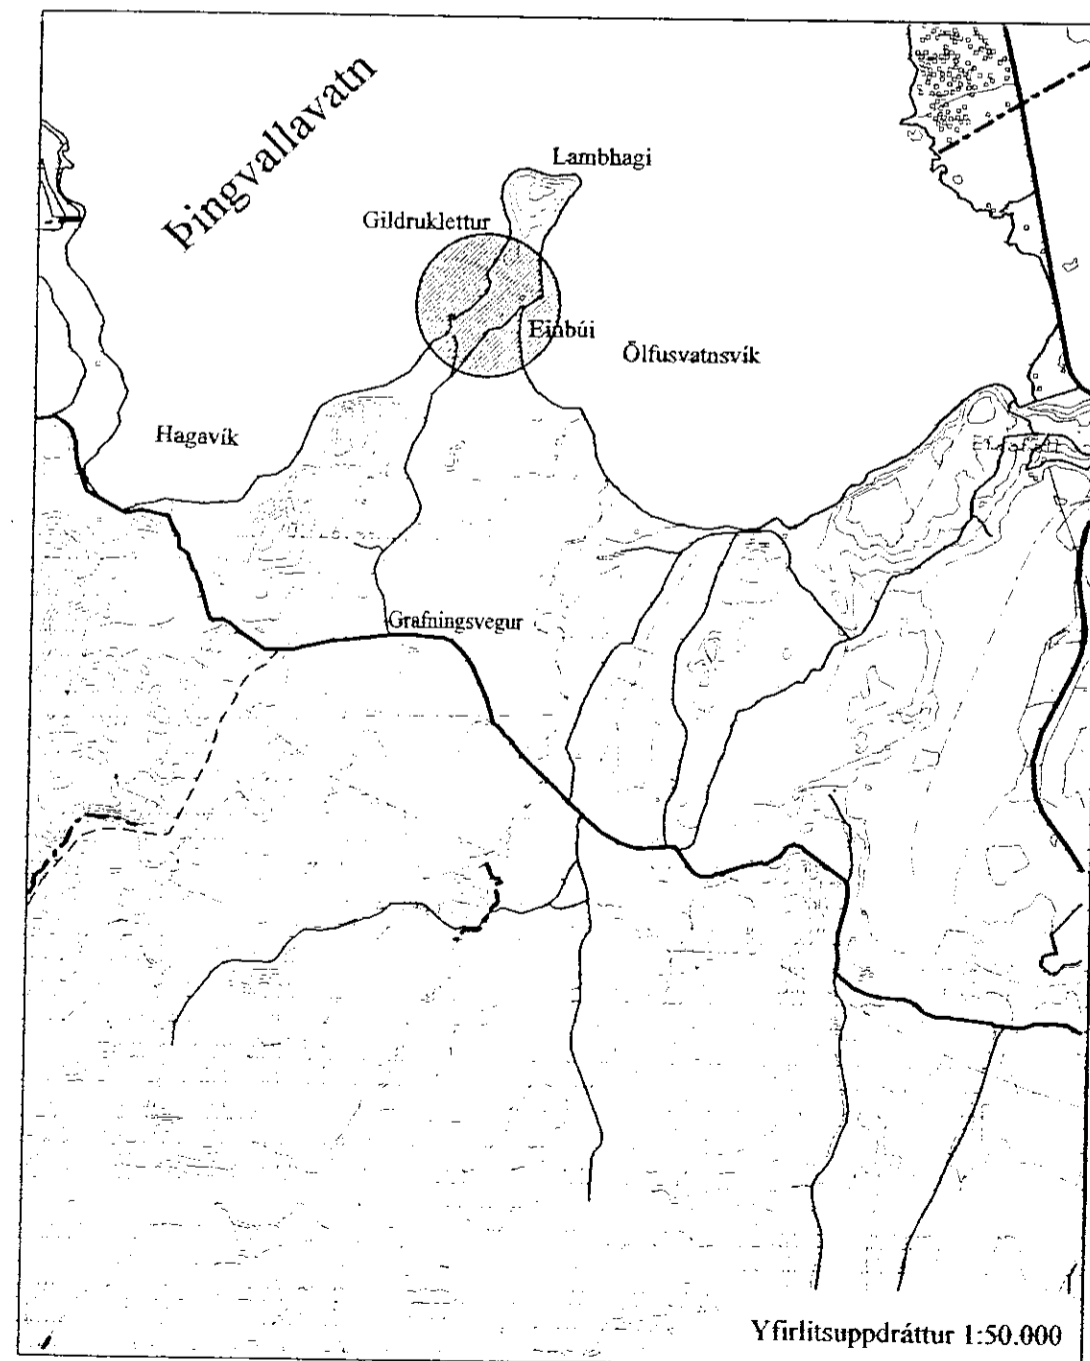 Þingvallavatn
Lambhagi
Gildruklettur
Einbúi
Ölfusvatnsvík
Hagavík
Grafningsvegur
Yfirlitsuppdráttur 1:50.000